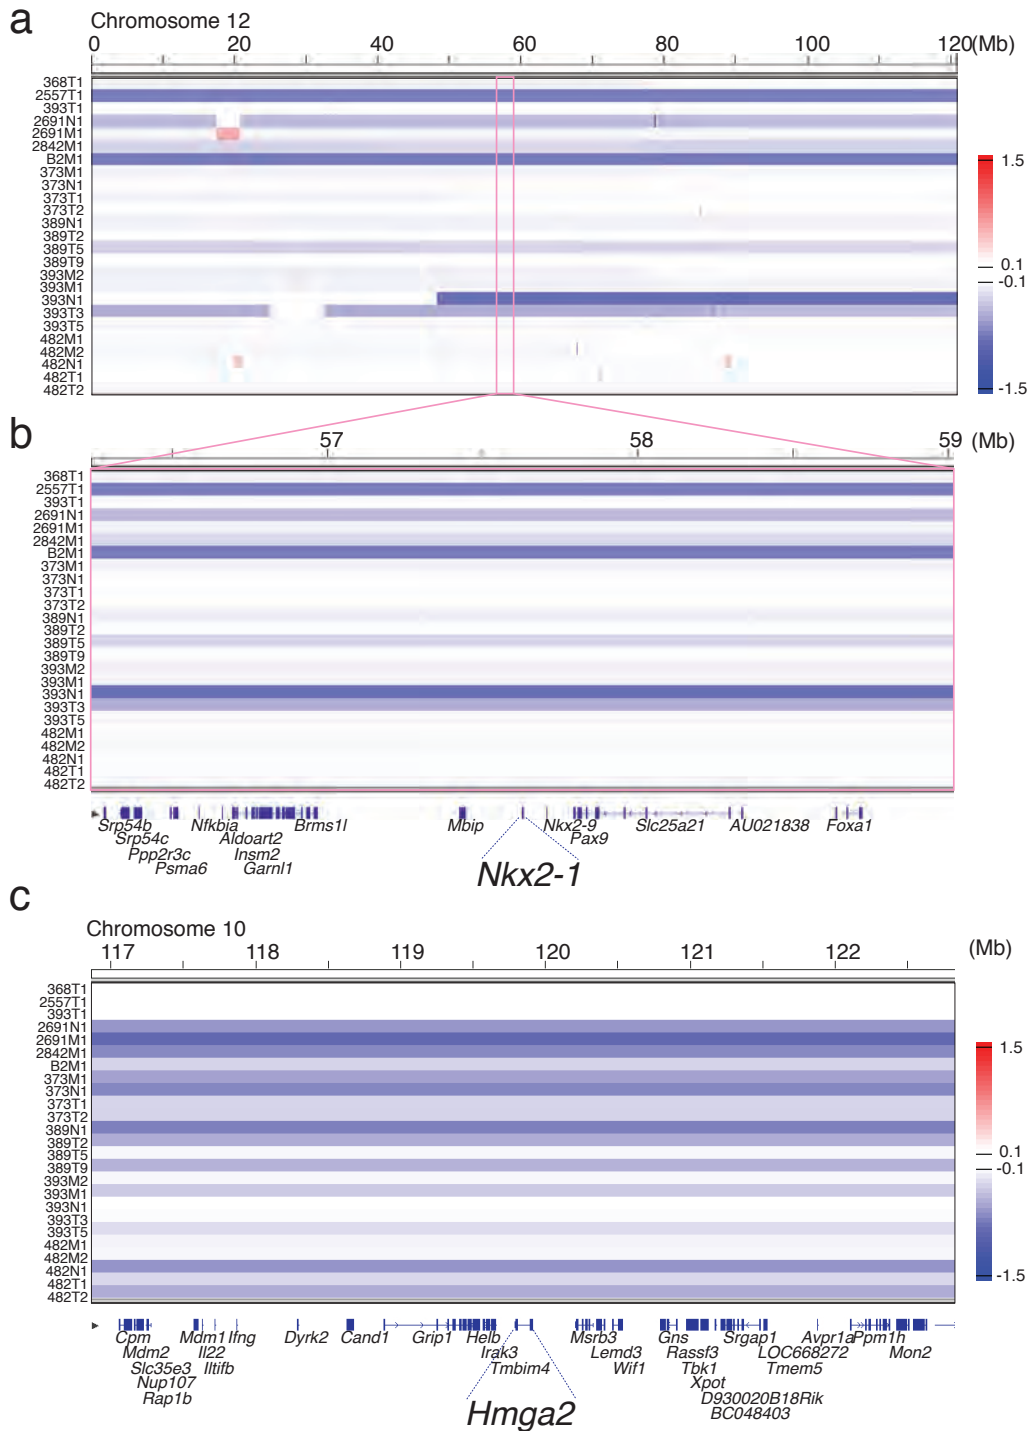 a
Chromosome 12
0 20 40 60 80 100 120 (Mb)
368T1
2557T1
393T1
2691N1
2691M1
2842M1
B2M1
373M1
373N1
373T1
373T2
389N1
389T2
389T5
389T9
393M2
393M1
393N1
393T3
393T5
482M1
482M2
482N1
482T1
482T2
1.5
0.1
-0.1
-1.5
b
57 58 59 (Mb)
368T1
2557T1
393T1
2691N1
2691M1
2842M1
B2M1
373M1
373N1
373T1
373T2
389N1
389T2
389T5
389T9
393M2
393M1
393N1
393T3
393T5
482M1
482M2
482N1
482T1
482T2
Srp54b Nfkbia Brms1l Mbip Nkx2-9 Slc25a21 AU021838 Foxa1
Srp54c Aldoart2 Pax9
Ppp2r3c Insm2
Psma6 Garnl1
Nkx2-1
c
Chromosome 10
117 118 119 120 121 122 (Mb)
368T1
2557T1
393T1
2691N1
2691M1
2842M1
B2M1
373M1
373N1
373T1
373T2
389N1
389T2
389T5
389T9
393M2
393M1
393N1
393T3
393T5
482M1
482M2
482N1
482T1
482T2
1.5
0.1
-0.1
-1.5
Cpm Mdm1 Ifng Dyrk2 Cand1 Grip1 Helb Msrb3 Gns Srgap1 Avpr1a Ppm1h
Mdm2 Il22 Irak3 Lemd3 Rassf3 LOC668272 Mon2
Slc35e3 Iltifb Tmbim4 Wif1 Tbk1 Tmem5
Nup107 Xpot
Rap1b D930020B18Rik
BC048403
Hmga2